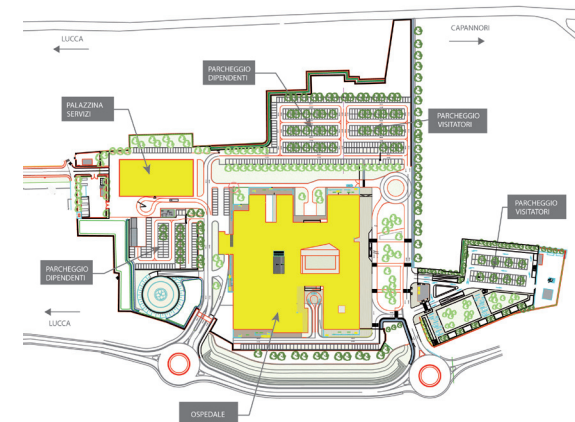 LUCCA
CAPANNORI
PARCHEGGIO
DIPENDENTI
PALAZZINA
SERVIZI
PARCHEGGIO
VISITATORI
PARCHEGGIO
VISITATORI
PARCHEGGIO
DIPENDENTI
LUCCA
OSPEDALE